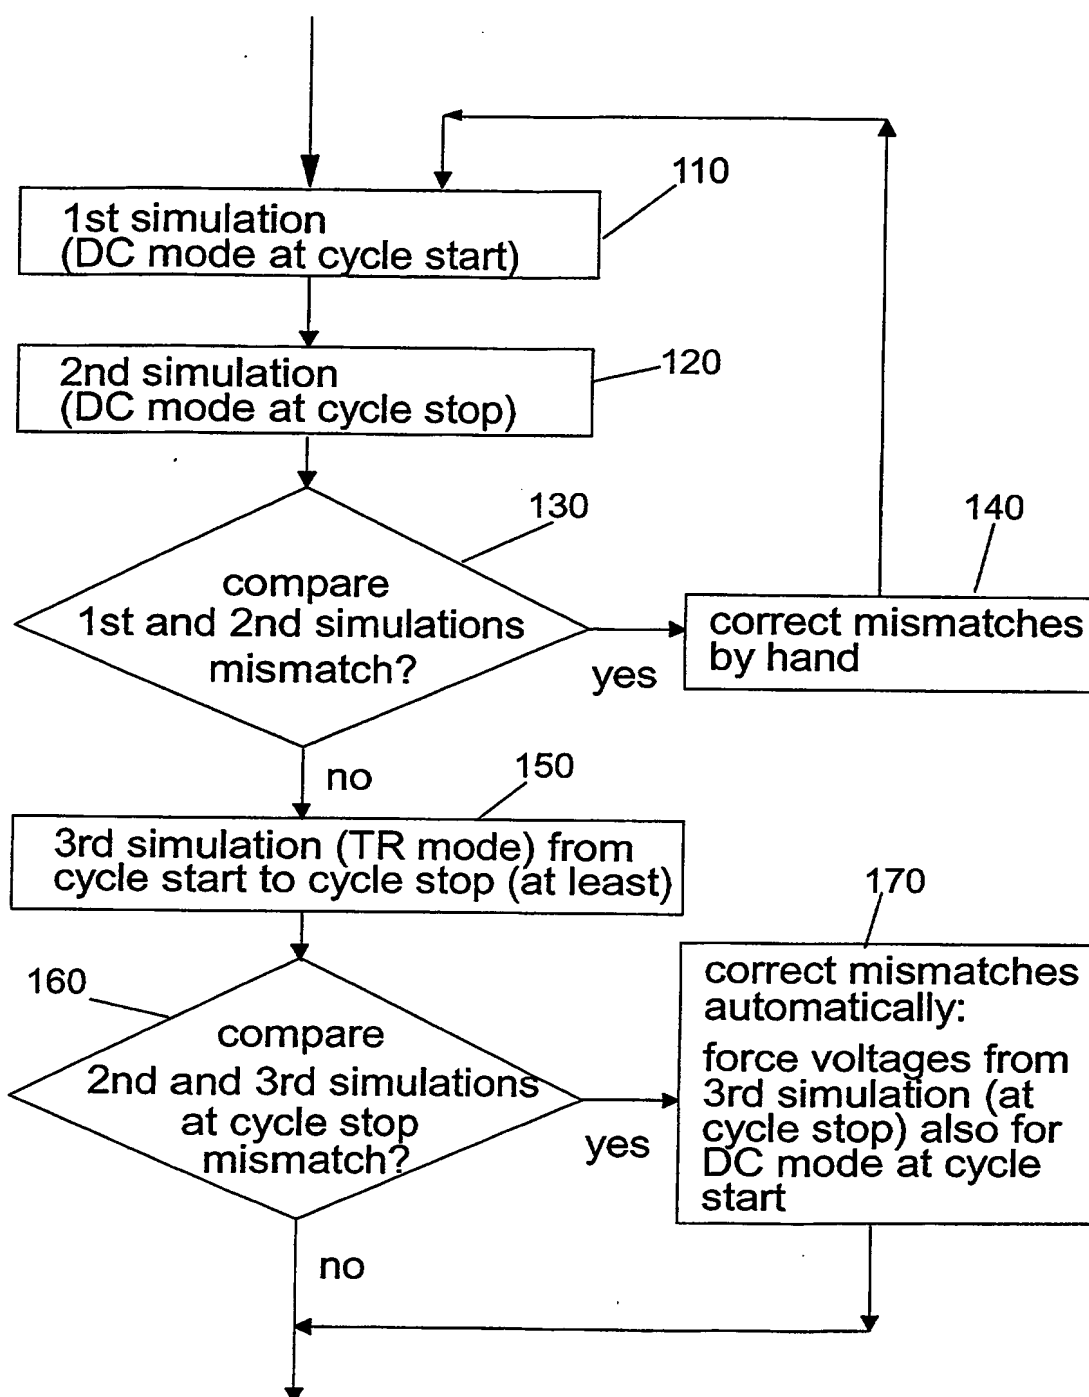 110
1st simulation
(DC mode at cycle start)
120
2nd simulation
(DC mode at cycle stop)
130
compare
1st and 2nd simulations
mismatch?
yes
140
correct mismatches
by hand
no
150
3rd simulation (TR mode) from
cycle start to cycle stop (at least)
160
compare
2nd and 3rd simulations
at cycle stop
mismatch?
yes
170
correct mismatches
automatically:
force voltages from
3rd simulation (at
cycle stop) also for
DC mode at cycle
start
no